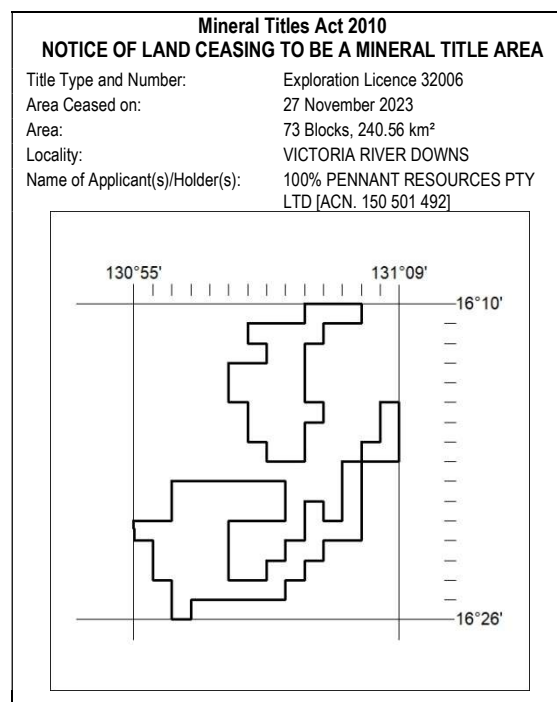 Mineral Titles Act 2010
NOTICE OF LAND CEASING TO BE A MINERAL TITLE AREA
Title Type and Number: Exploration Licence 32006
Area Ceased on: 27 November 2023
Area: 73 Blocks, 240.56 km²
Locality: VICTORIA RIVER DOWNS
Name of Applicant(s)/Holder(s): 100% PENNANT RESOURCES PTY
LTD [ACN. 150 501 492]
130°55' 131°09'
16°10'
16°26'